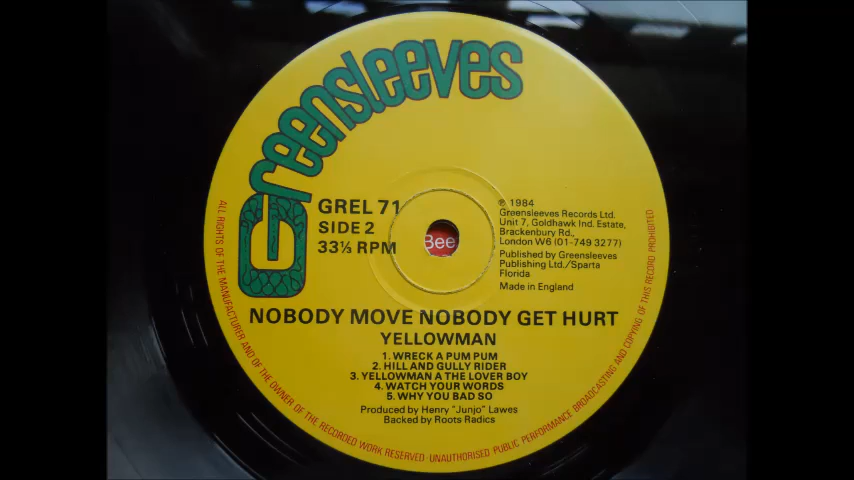 Greensleeves
GREL 71
SIDE 2
33⅓ RPM
Bee
℗ 1984
Greensleeves Records Ltd.
Unit 7, Goldhawk Ind. Estate,
Brackenbury Rd.,
London W6 (01-749 3277)
Published by Greensleeves
Publishing Ltd./Sparta
Florida
Made in England
NOBODY MOVE NOBODY GET HURT
YELLOWMAN
1. WRECK A PUM PUM
2. HILL AND GULLY RIDER
3. YELLOWMAN A THE LOVER BOY
4. WATCH YOUR WORDS
5. WHY YOU BAD SO
Produced by Henry "Junjo" Lawes
Backed by Roots Radics
ALL RIGHTS OF THE MANUFACTURER AND OF THE OWNER OF THE RECORDED WORK RESERVED UNAUTHORISED PUBLIC PERFORMANCE BROADCASTING AND COPYING OF THIS RECORD PROHIBITED